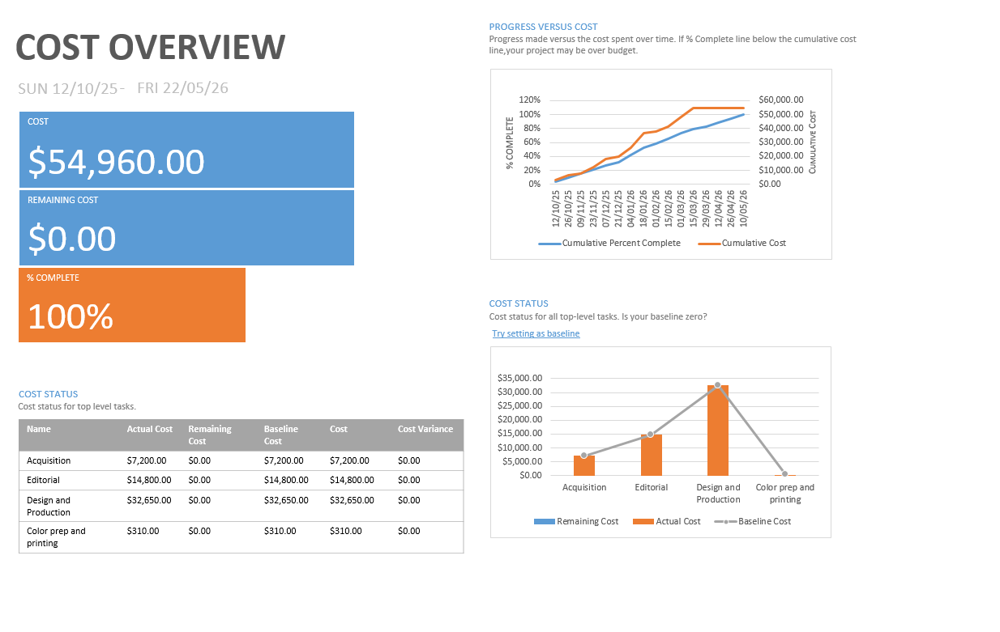 COST OVERVIEW
SUN 12/10/25 - FRI 22/05/26
COST
$54,960.00
REMAINING COST
$0.00
% COMPLETE
100%
COST STATUS
Cost status for top level tasks.
Name Actual Cost Remaining Cost Baseline Cost Cost Cost Variance
Acquisition $7,200.00 $0.00 $7,200.00 $7,200.00 $0.00
Editorial $14,800.00 $0.00 $14,800.00 $14,800.00 $0.00
Design and Production $32,650.00 $0.00 $32,650.00 $32,650.00 $0.00
Color prep and printing $310.00 $0.00 $310.00 $310.00 $0.00
PROGRESS VERSUS COST
Progress made versus the cost spent over time. If % Complete line below the cumulative cost
line,your project may be over budget.
% COMPLETE
120%
100%
80%
60%
40%
20%
0%
$60,000.00
$50,000.00
$40,000.00
$30,000.00
$20,000.00
$10,000.00
$0.00
Cumulative Cost
12/10/25
26/10/25
09/11/25
23/11/25
07/12/25
21/12/25
04/01/26
18/01/26
01/02/26
15/02/26
01/03/26
15/03/26
29/03/26
12/04/26
26/04/26
10/05/26
Cumulative Percent Complete Cumulative Cost
COST STATUS
Cost status for all top-level tasks. Is your baseline zero?
Try setting as baseline
$35,000.00
$30,000.00
$25,000.00
$20,000.00
$15,000.00
$10,000.00
$5,000.00
$0.00
Acquisition Editorial Design and Production Color prep and printing
Remaining Cost Actual Cost Baseline Cost